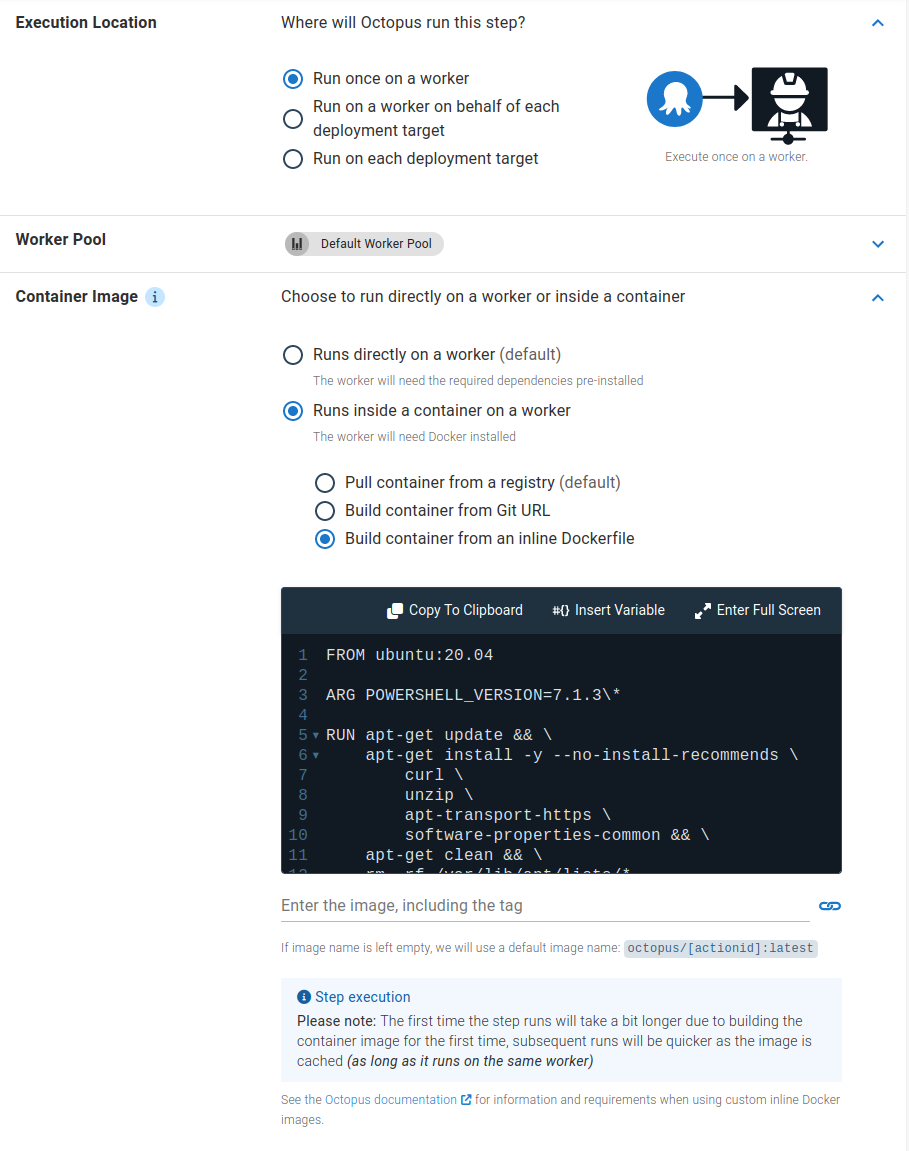 Execution Location
Where will Octopus run this step?
Run once on a worker
Run on a worker on behalf of each
deployment target
Run on each deployment target
Execute once on a worker.
Worker Pool
Default Worker Pool
Container Image
Choose to run directly on a worker or inside a container
Runs directly on a worker (default)
The worker will need the required dependencies pre-installed
Runs inside a container on a worker
The worker will need Docker installed
Pull container from a registry (default)
Build container from Git URL
Build container from an inline Dockerfile
Copy To Clipboard #{} Insert Variable Enter Full Screen
1 FROM ubuntu:20.04
2
3 ARG POWERSHELL_VERSION=7.1.3\*
4
5 RUN apt-get update && \
6 apt-get install -y --no-install-recommends \
7 curl \
8 unzip \
9 apt-transport-https \
10 software-properties-common && \
11 apt-get clean && \
12 rm -rf /var/lib/apt/lists/*
Enter the image, including the tag
If image name is left empty, we will use a default image name: octopus/[actionid]:latest
Step execution
Please note: The first time the step runs will take a bit longer due to building the
container image for the first time, subsequent runs will be quicker as the image is
cached (as long as it runs on the same worker)
See the Octopus documentation for information and requirements when using custom inline Docker
images.